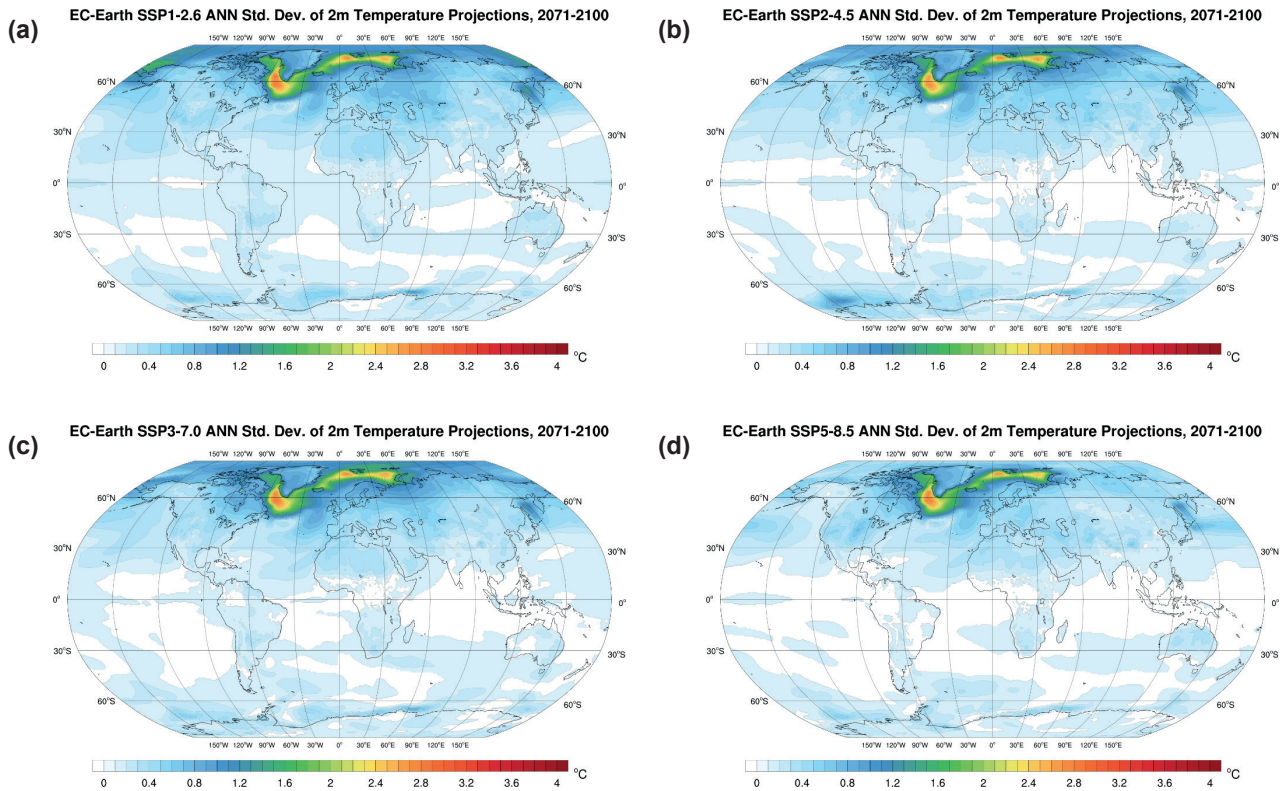 (a)
EC-Earth SSP1-2.6 ANN Std. Dev. of 2m Temperature Projections, 2071-2100
150°W 120°W 90°W 60°W 30°W 0° 30°E 60°E 90°E 120°E 150°E
60°N 60°N
30°N 30°N
0° 0°
30°S 30°S
60°S 60°S
150°W 120°W 90°W 60°W 30°W 0° 30°E 60°E 90°E 120°E 150°E
0 0.4 0.8 1.2 1.6 2 2.4 2.8 3.2 3.6 4 °C
(b)
EC-Earth SSP2-4.5 ANN Std. Dev. of 2m Temperature Projections, 2071-2100
150°W 120°W 90°W 60°W 30°W 0° 30°E 60°E 90°E 120°E 150°E
60°N 60°N
30°N 30°N
0° 0°
30°S 30°S
60°S 60°S
150°W 120°W 90°W 60°W 30°W 0° 30°E 60°E 90°E 120°E 150°E
0 0.4 0.8 1.2 1.6 2 2.4 2.8 3.2 3.6 4 °C
(c)
EC-Earth SSP3-7.0 ANN Std. Dev. of 2m Temperature Projections, 2071-2100
150°W 120°W 90°W 60°W 30°W 0° 30°E 60°E 90°E 120°E 150°E
60°N 60°N
30°N 30°N
0° 0°
30°S 30°S
60°S 60°S
150°W 120°W 90°W 60°W 30°W 0° 30°E 60°E 90°E 120°E 150°E
0 0.4 0.8 1.2 1.6 2 2.4 2.8 3.2 3.6 4 °C
(d)
EC-Earth SSP5-8.5 ANN Std. Dev. of 2m Temperature Projections, 2071-2100
150°W 120°W 90°W 60°W 30°W 0° 30°E 60°E 90°E 120°E 150°E
60°N 60°N
30°N 30°N
0° 0°
30°S 30°S
60°S 60°S
150°W 120°W 90°W 60°W 30°W 0° 30°E 60°E 90°E 120°E 150°E
0 0.4 0.8 1.2 1.6 2 2.4 2.8 3.2 3.6 4 °C